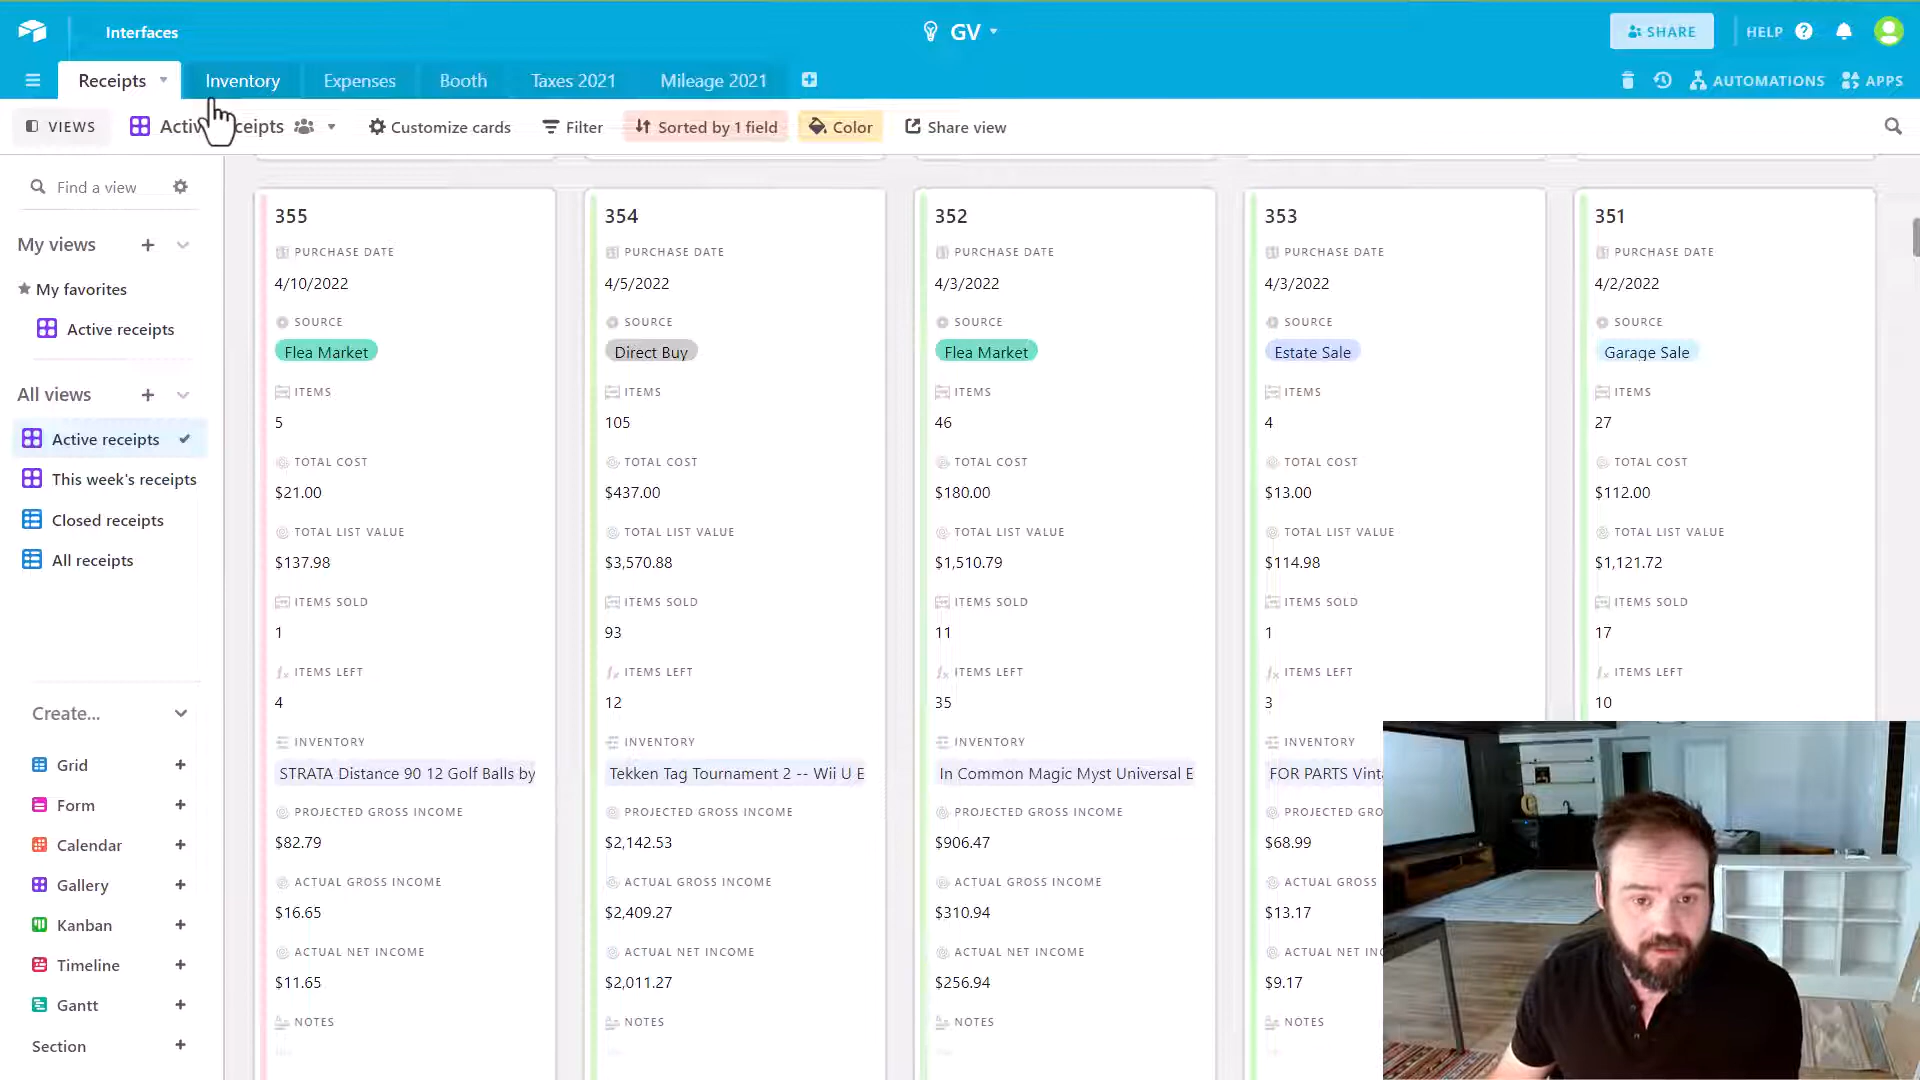 Interfaces
GV
SHARE
HELP
Receipts
Inventory
Expenses
Booth
Taxes 2021
Mileage 2021
AUTOMATIONS
APPS
VIEWS
Customize cards
Filter
Sorted by 1 field
Color
Share view
Find a view
My views
My favorites
Active receipts
All views
Active receipts
This week's receipts
Closed receipts
All receipts
Create...
Grid
Form
Calendar
Gallery
Kanban
Timeline
Gantt
Section
355
PURCHASE DATE
4/10/2022
SOURCE
Flea Market
ITEMS
5
TOTAL COST
$21.00
TOTAL LIST VALUE
$137.98
ITEMS SOLD
1
ITEMS LEFT
4
INVENTORY
STRATA Distance 90 12 Golf Balls by
PROJECTED GROSS INCOME
$82.79
ACTUAL GROSS INCOME
$16.65
ACTUAL NET INCOME
$11.65
NOTES
354
PURCHASE DATE
4/5/2022
SOURCE
Direct Buy
ITEMS
105
TOTAL COST
$437.00
TOTAL LIST VALUE
$3,570.88
ITEMS SOLD
93
ITEMS LEFT
12
INVENTORY
Tekken Tag Tournament 2 -- Wii U E
PROJECTED GROSS INCOME
$2,142.53
ACTUAL GROSS INCOME
$2,409.27
ACTUAL NET INCOME
$2,011.27
NOTES
352
PURCHASE DATE
4/3/2022
SOURCE
Flea Market
ITEMS
46
TOTAL COST
$180.00
TOTAL LIST VALUE
$1,510.79
ITEMS SOLD
11
ITEMS LEFT
35
INVENTORY
In Common Magic Myst Universal E
PROJECTED GROSS INCOME
$906.47
ACTUAL GROSS INCOME
$310.94
ACTUAL NET INCOME
$256.94
NOTES
353
PURCHASE DATE
4/3/2022
SOURCE
Estate Sale
ITEMS
4
TOTAL COST
$13.00
TOTAL LIST VALUE
$114.98
ITEMS SOLD
1
ITEMS LEFT
3
INVENTORY
FOR PARTS
PROJECTED
$68.99
ACTUAL GROSS
$13.17
ACTUAL
$9.17
NOTES
351
PURCHASE DATE
4/2/2022
SOURCE
Garage Sale
ITEMS
27
TOTAL COST
$112.00
TOTAL LIST VALUE
$1,121.72
ITEMS SOLD
17
ITEMS LEFT
10